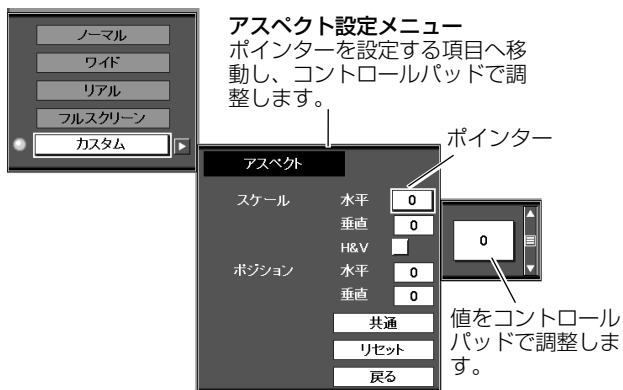 ノーマル
ワイド
リアル
フルスクリーン
カスタム
アスペクト設定メニュー
ポインターを設定する項目へ移
動し、コントロールパッドで調
整します。
ポインター
アスペクト
スケール 水平 0
垂直 0
H&V
ポジション 水平 0
垂直 0
共通
リセット
戻る
0
値をコントロール
パッドで調整しま
す。